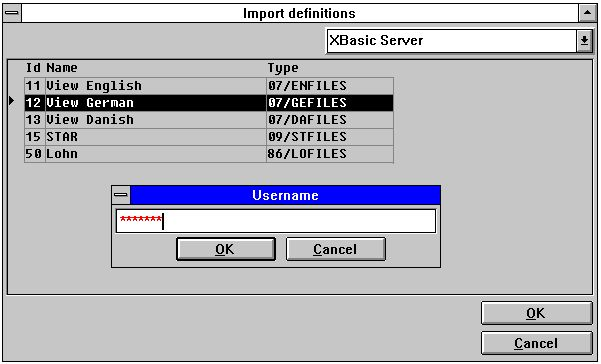 Import definitions
XBasic Server
Id Name Type
11 View English 07/ENFILES
12 View German 07/GEFILES
13 View Danish 07/DAFILES
15 STAR 09/STFILES
50 Lohn 86/LOFILES
Username
*******
OK Cancel
OK
Cancel